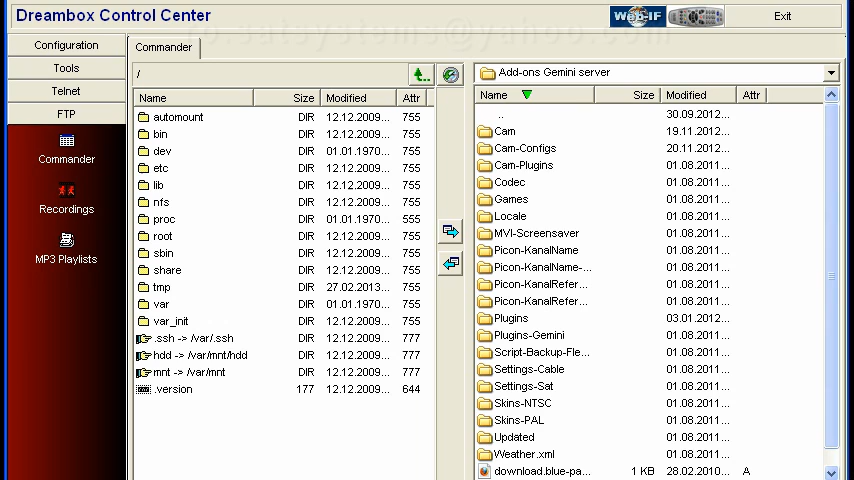 Dreambox Control Center
ro.satsystems@yahoo.com
Web-IF
Exit
Configuration
Tools
Telnet
FTP
Commander
Recordings
MP3 Playlists
Commander
/
Name Size Modified Attr
automount DIR 12.12.2009... 755
bin DIR 12.12.2009... 755
dev DIR 01.01.1970... 755
etc DIR 12.12.2009... 755
lib DIR 12.12.2009... 755
nfs DIR 12.12.2009... 755
proc DIR 01.01.1970... 555
root DIR 12.12.2009... 755
sbin DIR 12.12.2009... 755
share DIR 12.12.2009... 755
tmp DIR 27.02.2013... 755
var DIR 01.01.1970... 755
var_init DIR 12.12.2009... 755
.ssh -> /var/.ssh DIR 12.12.2009... 777
hdd -> /var/mnt/hdd DIR 12.12.2009... 777
mnt -> /var/mnt DIR 12.12.2009... 777
.version 177 12.12.2009... 644
Add-ons Gemini server
Name Size Modified Attr
.. 30.09.2012...
Cam 19.11.2012...
Cam-Configs 20.11.2012...
Cam-Plugins 01.08.2011...
Codec 01.08.2011...
Games 01.08.2011...
Locale 01.08.2011...
MVI-Screensaver 01.08.2011...
Picon-KanalName 01.08.2011...
Picon-KanalName-... 01.08.2011...
Picon-KanalRefer... 01.08.2011...
Picon-KanalRefer... 01.08.2011...
Plugins 03.01.2012...
Plugins-Gemini 01.08.2011...
Script-Backup-Fle... 01.08.2011...
Settings-Cable 01.08.2011...
Settings-Sat 01.08.2011...
Skins-NTSC 01.08.2011...
Skins-PAL 01.08.2011...
Updated 01.08.2011...
Weather.xml 01.08.2011...
download.blue-pa... 1 KB 28.02.2010... A